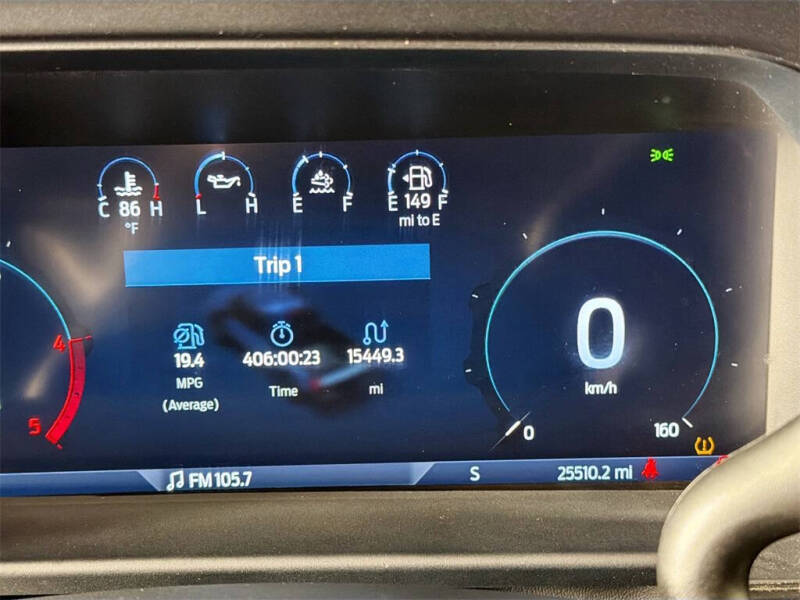 C 86 H
°F
L H
E F
E 149 F
mi to E
Trip 1
19.4
MPG
(Average)
406:00:23
Time
15449.3
mi
4
5
0
km/h
0
160
FM 105.7
S
25510.2 mi